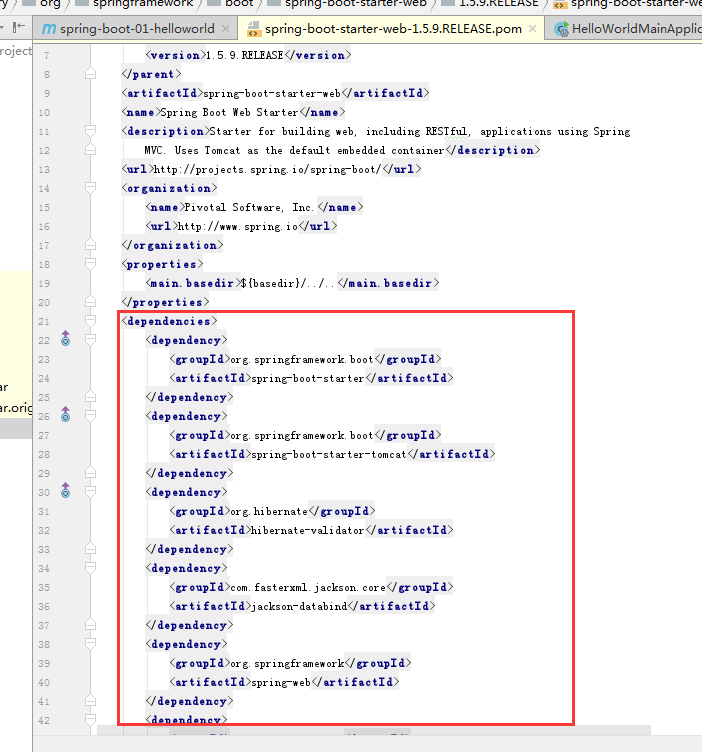 org springframework boot spring-boot-starter-web 1.5.9.RELEASE
spring-boot-01-helloworld spring-boot-starter-web-1.5.9.RELEASE.pom
7 <version>1.5.9.RELEASE</version>
8 </parent>
9 <artifactId>spring-boot-starter-web</artifactId>
10 <name>Spring Boot Web Starter</name>
11 <description>Starter for building web, including RESTful, applications using Spring
12 MVC. Uses Tomcat as the default embedded container</description>
13 <url>http://projects.spring.io/spring-boot/</url>
14 <organization>
15 <name>Pivotal Software, Inc.</name>
16 <url>http://www.spring.io</url>
17 </organization>
18 <properties>
19 <main.basedir>${basedir}/../..</main.basedir>
20 </properties>
21 <dependencies>
22 <dependency>
23 <groupId>org.springframework.boot</groupId>
24 <artifactId>spring-boot-starter</artifactId>
25 </dependency>
26 <dependency>
27 <groupId>org.springframework.boot</groupId>
28 <artifactId>spring-boot-starter-tomcat</artifactId>
29 </dependency>
30 <dependency>
31 <groupId>org.hibernate</groupId>
32 <artifactId>hibernate-validator</artifactId>
33 </dependency>
34 <dependency>
35 <groupId>com.fasterxml.jackson.core</groupId>
36 <artifactId>jackson-databind</artifactId>
37 </dependency>
38 <dependency>
39 <groupId>org.springframework</groupId>
40 <artifactId>spring-web</artifactId>
41 </dependency>
42 <dependency>